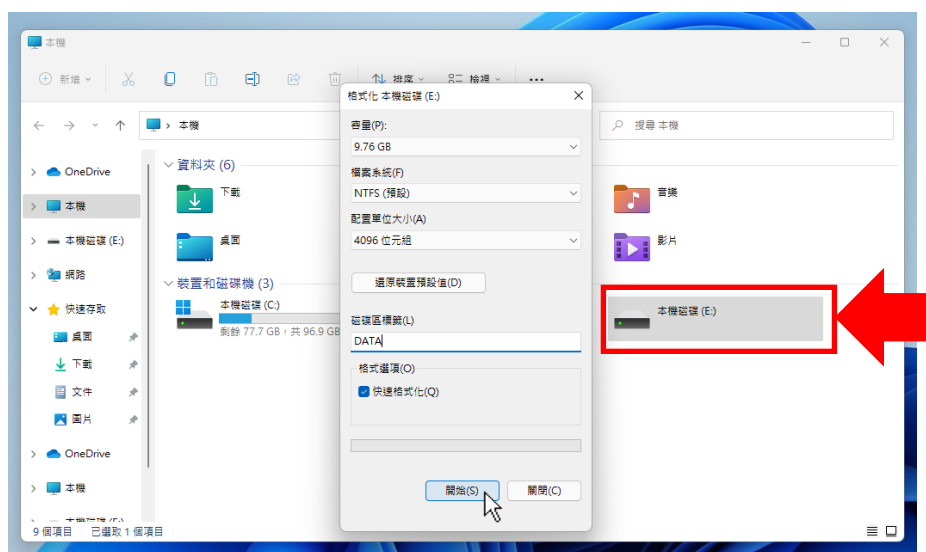 本機
新增
排序
檢視
格式化 本機磁碟 (E:)
容量(P):
9.76 GB
檔案系統(F)
NTFS (預設)
配置單位大小(A)
4096 位元組
還原裝置預設值(D)
磁碟區標籤(L)
DATA
格式選項(O)
快速格式化(Q)
開始(S)
關閉(C)
本機
搜尋 本機
OneDrive
本機
本機磁碟 (E:)
網路
快速存取
桌面
下載
文件
圖片
OneDrive
本機
本機磁碟 (E:)
資料夾 (6)
下載
桌面
音樂
影片
裝置和磁碟機 (3)
本機磁碟 (C:)
剩餘 77.7 GB,共 96.9 GB
本機磁碟 (E:)
9 個項目 已選取 1 個項目